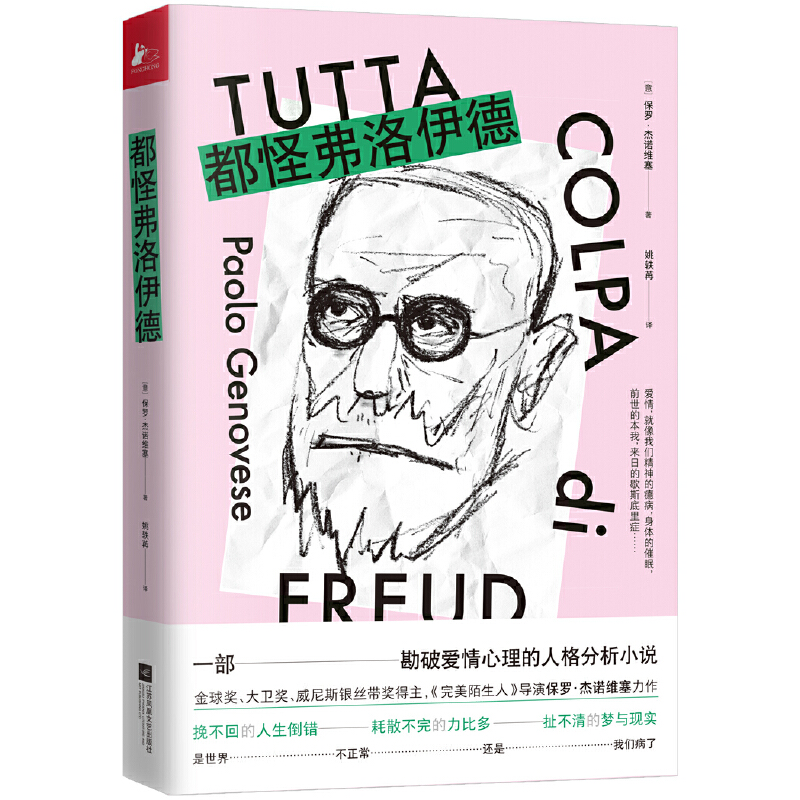 都怪弗洛伊德
[意] 保罗·杰诺维塞 著
姚轶苒 译
江苏凤凰文艺出版社
TUTTA
COLPA
di
FREUD
都怪弗洛伊德
Paolo Genovese
[意] 保罗·杰诺维塞 著
姚轶苒 译
爱情，就像我们精神的癔病，身体的催眠，
前世的本我，来日的歇斯底里症……
一部 勘破爱情心理的人格分析小说
金球奖、大卫奖、威尼斯银丝带奖得主，《完美陌生人》导演保罗·杰诺维塞力作
挽不回的人生倒错 耗散不完的力比多 扯不清的梦与现实
是世界 不正常 还是 我们病了